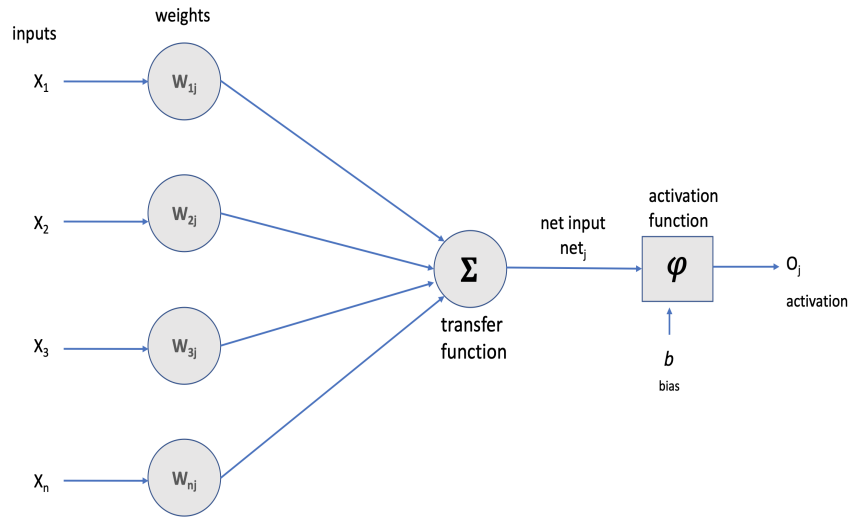 weights
inputs
X1
W1j
X2
W2j
X3
W3j
Xn
Wnj
Σ
transfer
function
net input
netj
activation
function
φ
Oj
activation
b
bias